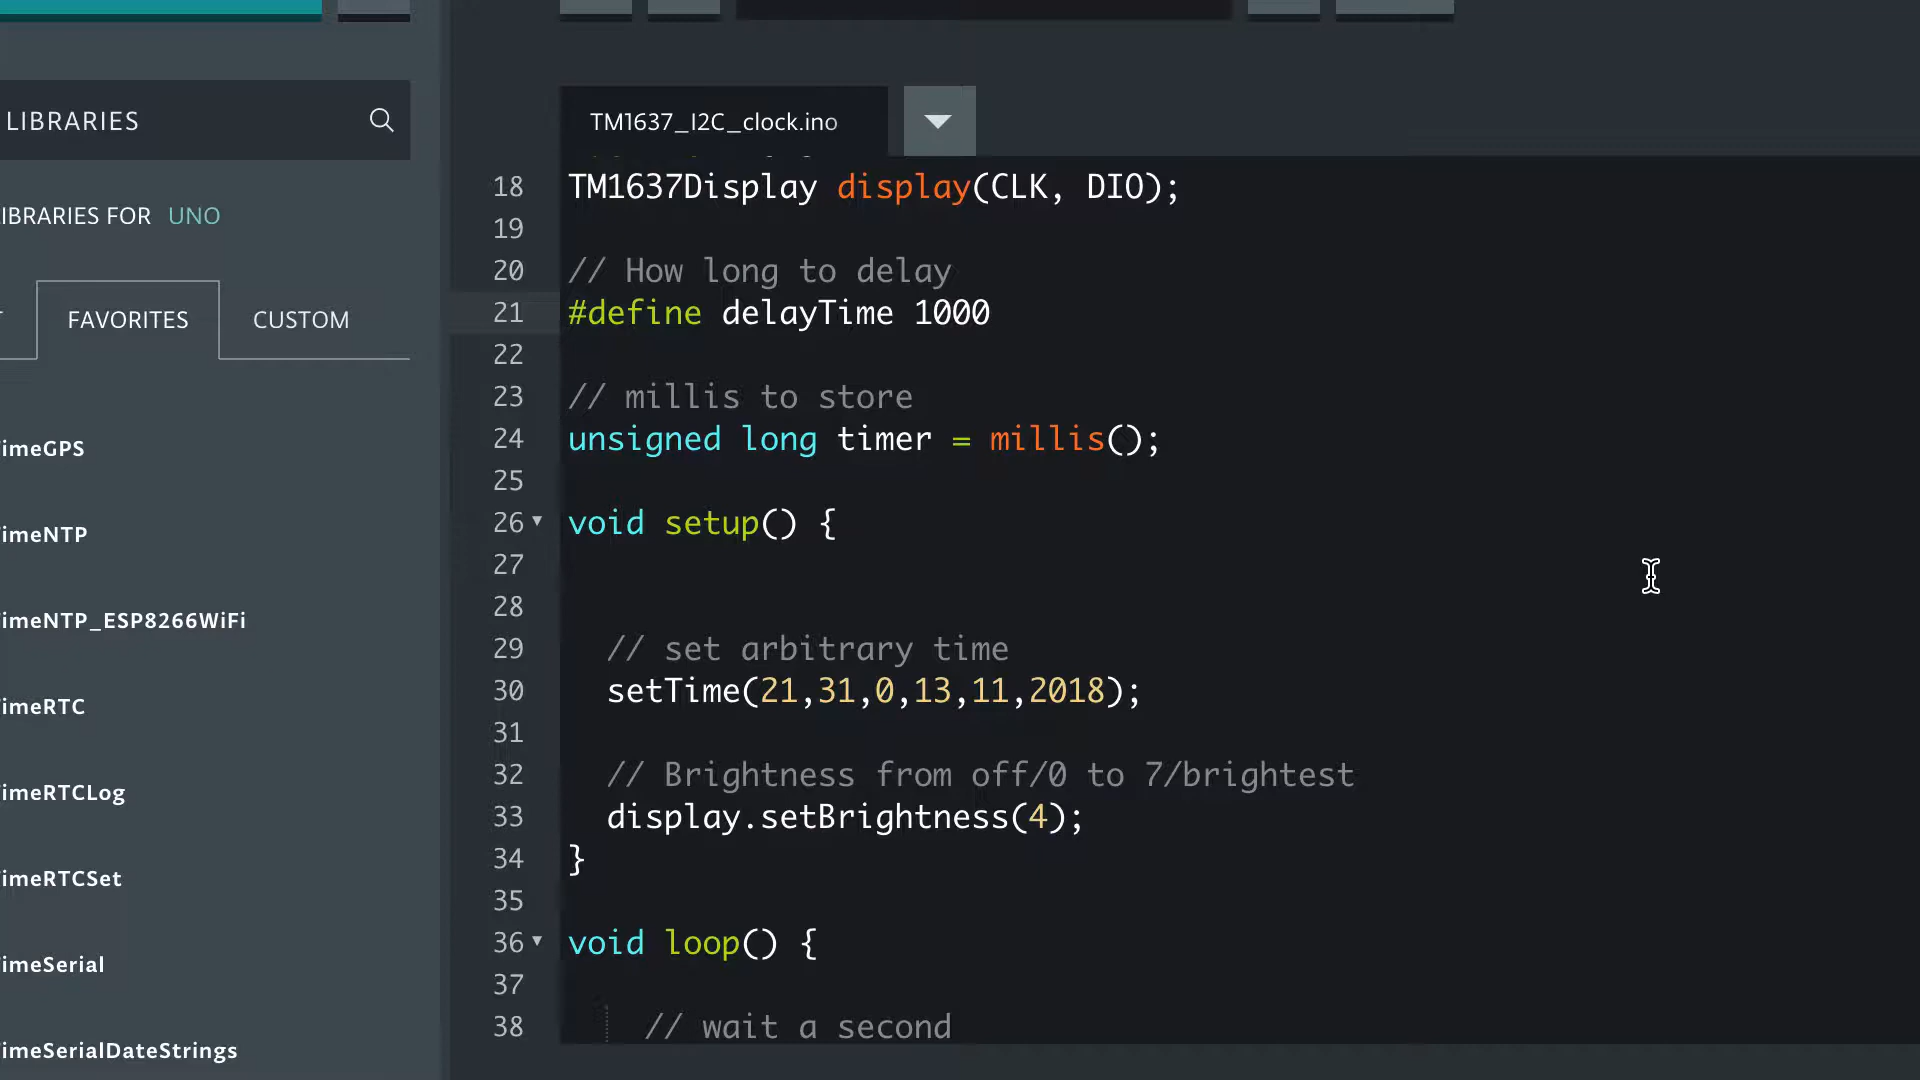 LIBRARIES
IBRARIES FOR UNO
FAVORITES
CUSTOM
imeGPS
imeNTP
imeNTP_ESP8266WiFi
imeRTC
imeRTCLog
imeRTCSet
imeSerial
imeSerialDateStrings
TM1637_I2C_clock.ino
18 TM1637Display display(CLK, DIO);
19
20 // How long to delay
21 #define delayTime 1000
22
23 // millis to store
24 unsigned long timer = millis();
25
26 void setup() {
27
28
29 // set arbitrary time
30 setTime(21,31,0,13,11,2018);
31
32 // Brightness from off/0 to 7/brightest
33 display.setBrightness(4);
34 }
35
36 void loop() {
37
38 // wait a second